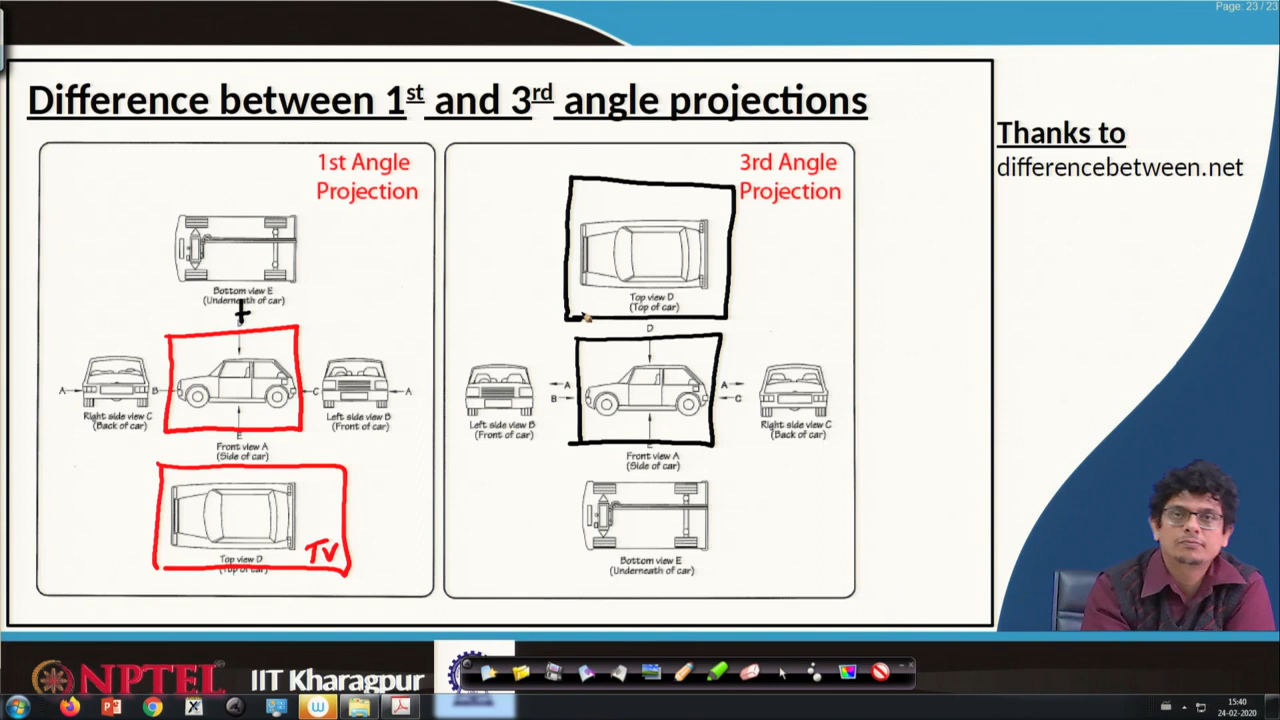 Page: 23 / 23
Difference between 1st and 3rd angle projections
Thanks to
differencebetween.net
1st Angle
Projection
Bottom view E
(Underneath of car)
A
B
C
A
Right side view C
(Back of car)
Left side view B
(Front of car)
E
Front view A
(Side of car)
TV
Top view D
(Top of car)
3rd Angle
Projection
Top view D
(Top of car)
D
A
B
A
C
Left side view B
(Front of car)
Right side view C
(Back of car)
E
Front view A
(Side of car)
Bottom view E
(Underneath of car)
NPTEL
IIT Kharagpur
15:40
24-02-2020